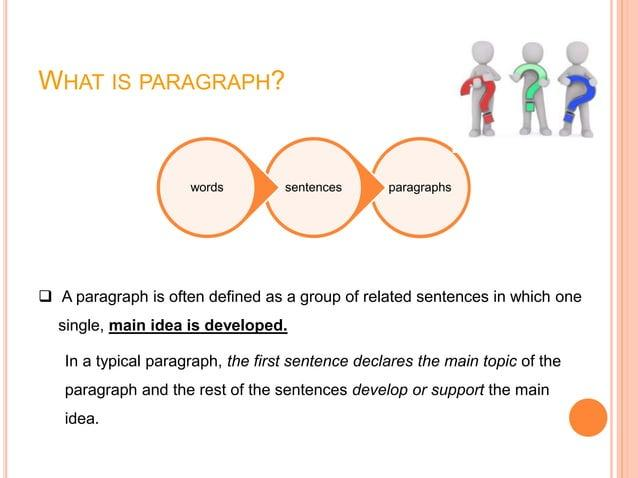 WHAT IS PARAGRAPH?
words sentences paragraphs
❑ A paragraph is often defined as a group of related sentences in which one
single, main idea is developed.
In a typical paragraph, the first sentence declares the main topic of the
paragraph and the rest of the sentences develop or support the main
idea.